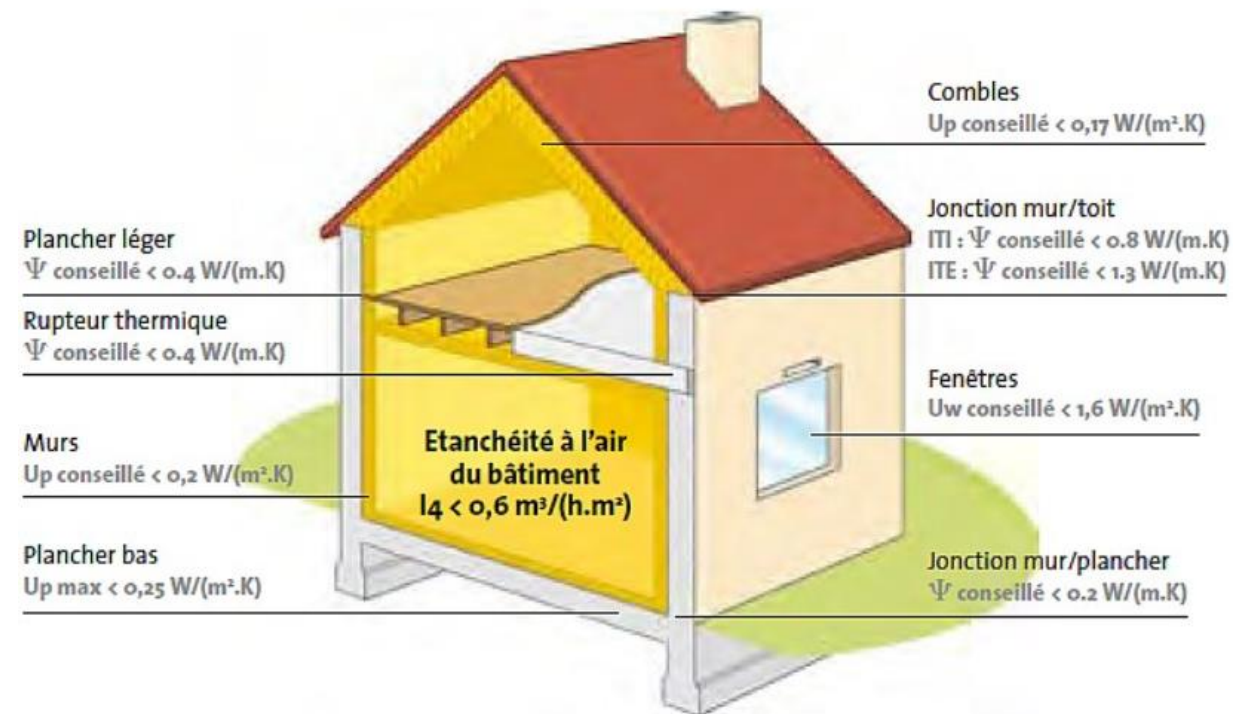 Combles
Up conseillé < 0,17 W/(m².K)
Jonction mur/toit
ITI : Ψ conseillé < 0.8 W/(m.K)
ITE : Ψ conseillé < 1.3 W/(m.K)
Plancher léger
Ψ conseillé < 0.4 W/(m.K)
Rupteur thermique
Ψ conseillé < 0.4 W/(m.K)
Fenêtres
Uw conseillé < 1,6 W/(m².K)
Murs
Up conseillé < 0,2 W/(m².K)
Etanchéité à l'air
du bâtiment
I4 < 0,6 m³/(h.m²)
Plancher bas
Up max < 0,25 W/(m².K)
Jonction mur/plancher
Ψ conseillé < 0.2 W/(m.K)